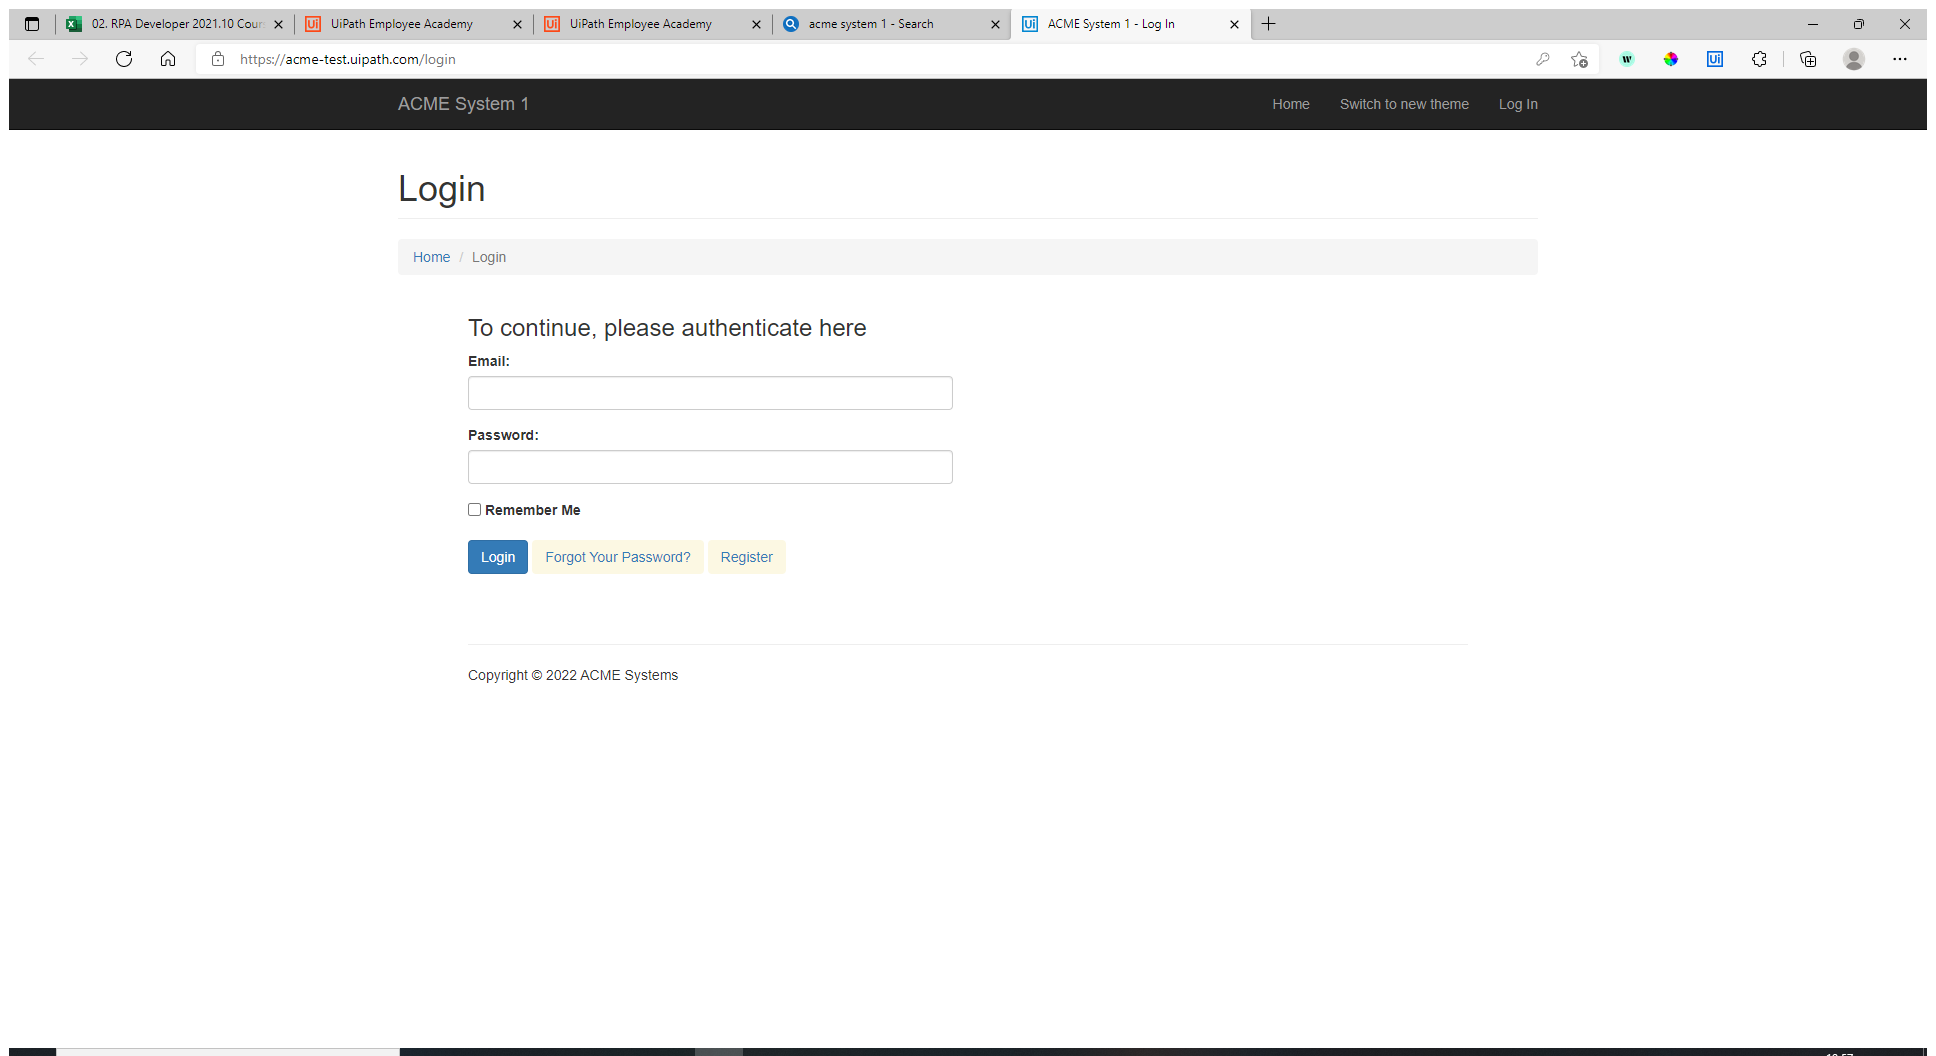 02. RPA Developer 2021.10 Cour
UiPath Employee Academy
UiPath Employee Academy
acme system 1 - Search
ACME System 1 - Log In
https://acme-test.uipath.com/login
ACME System 1
Home
Switch to new theme
Log In
Login
Home / Login
To continue, please authenticate here
Email:
Password:
Remember Me
Login
Forgot Your Password?
Register
Copyright © 2022 ACME Systems